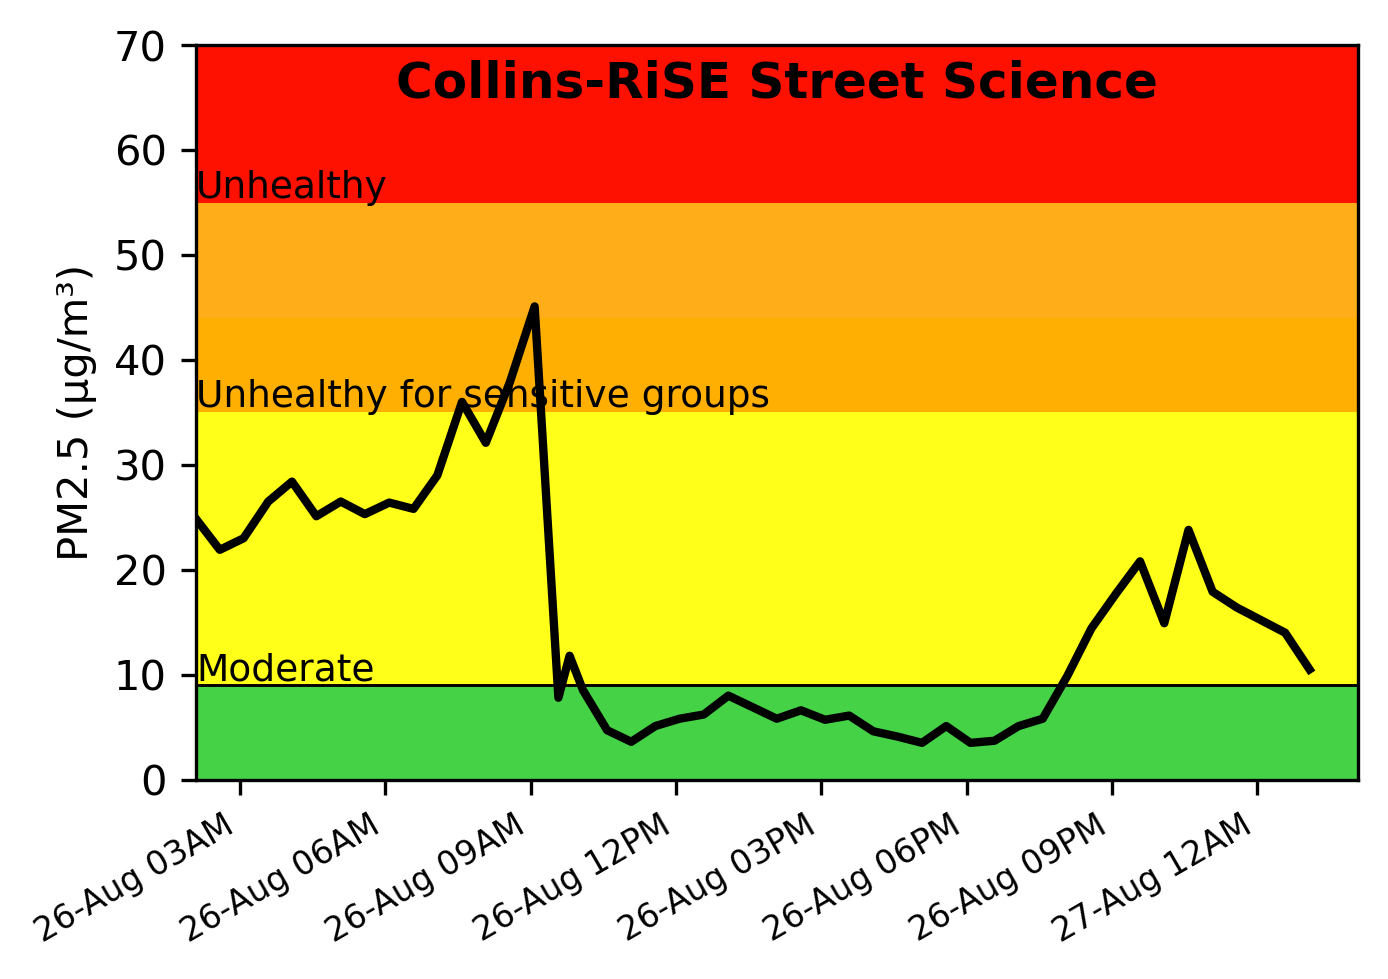 Collins-RiSE Street Science
PM2.5 (µg/m³)
70
60
Unhealthy
50
40
Unhealthy for sensitive groups
30
20
10
Moderate
0
26-Aug 03AM
26-Aug 06AM
26-Aug 09AM
26-Aug 12PM
26-Aug 03PM
26-Aug 06PM
26-Aug 09PM
27-Aug 12AM